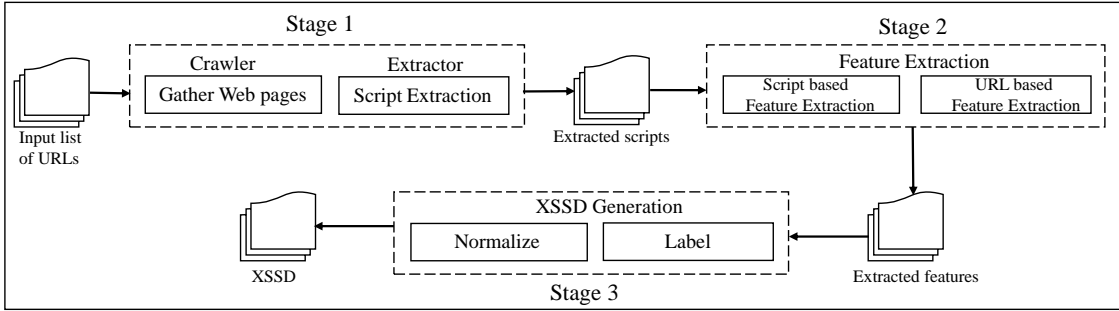 Stage 1
Stage 2
Crawler
Extractor
Feature Extraction
Gather Web pages
Script Extraction
Script based
Feature Extraction
URL based
Feature Extraction
Input list
of URLs
Extracted scripts
XSSD Generation
Normalize
Label
XSSD
Extracted features
Stage 3